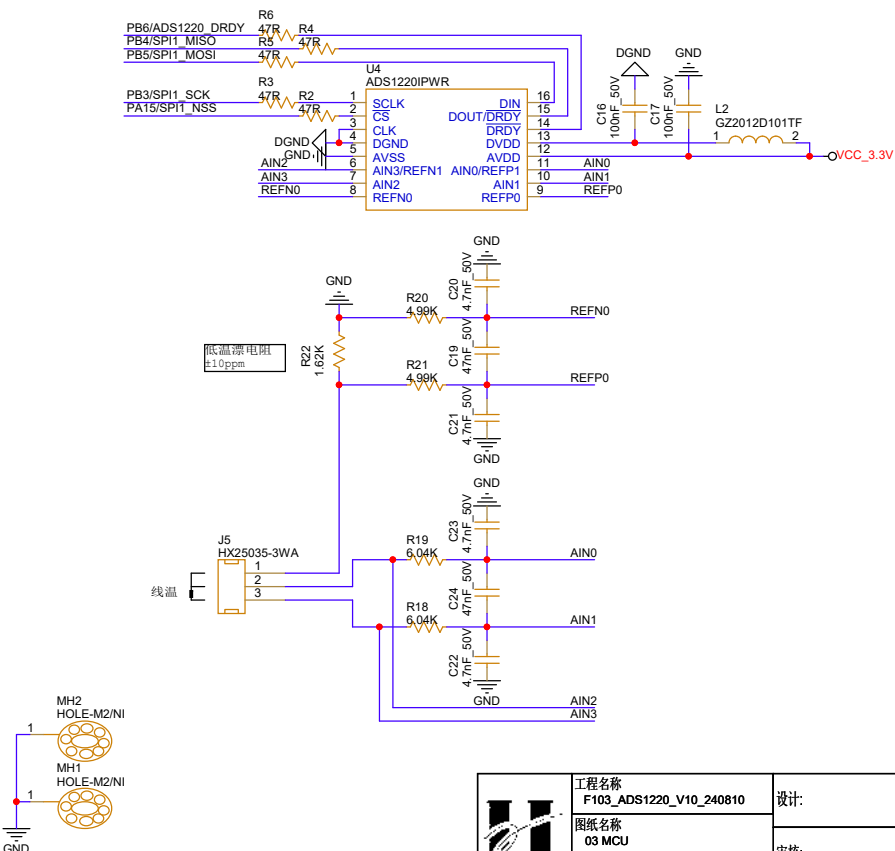 R6
PB6/ADS1220_DRDY 47R R4
PB4/SPI1_MISO R5 47R
PB5/SPI1_MOSI 47R
U4
ADS1220IPWR
R3
PB3/SPI1_SCK 47R R2
PA15/SPI1_NSS 47R
1 SCLK DIN 16
2 CS DOUT/DRDY 15
3 CLK DRDY 14
DGND 4 DGND DVDD 13
GND 5 AVSS AVDD 12
AIN2 6 AIN3/REFN1 AIN0/REFP1 11 AIN0
AIN3 7 AIN2 AIN1 10 AIN1
REFN0 8 REFN0 REFP0 9 REFP0
DGND GND
C16 100nF_50V
C17 100nF_50V
L2
GZ2012D101TF
1 2
VCC_3.3V
GND
C20 4.7nF_50V
GND
R20
4.99K
REFN0
低温漂电阻
±10ppm
R22 1.62K
C19 47nF_50V
R21
4.99K
REFP0
C21 4.7nF_50V
GND
GND
C23 4.7nF_50V
J5
HX25035-3WA
R19
6.04K
AIN0
1
2
3
线温
C24 47nF_50V
R18
6.04K
AIN1
C22 4.7nF_50V
GND
AIN2
AIN3
MH2
HOLE-M2/NI
1
MH1
HOLE-M2/NI
1
GND
工程名称
F103_ADS1220_V10_240810
设计:
图纸名称
03 MCU